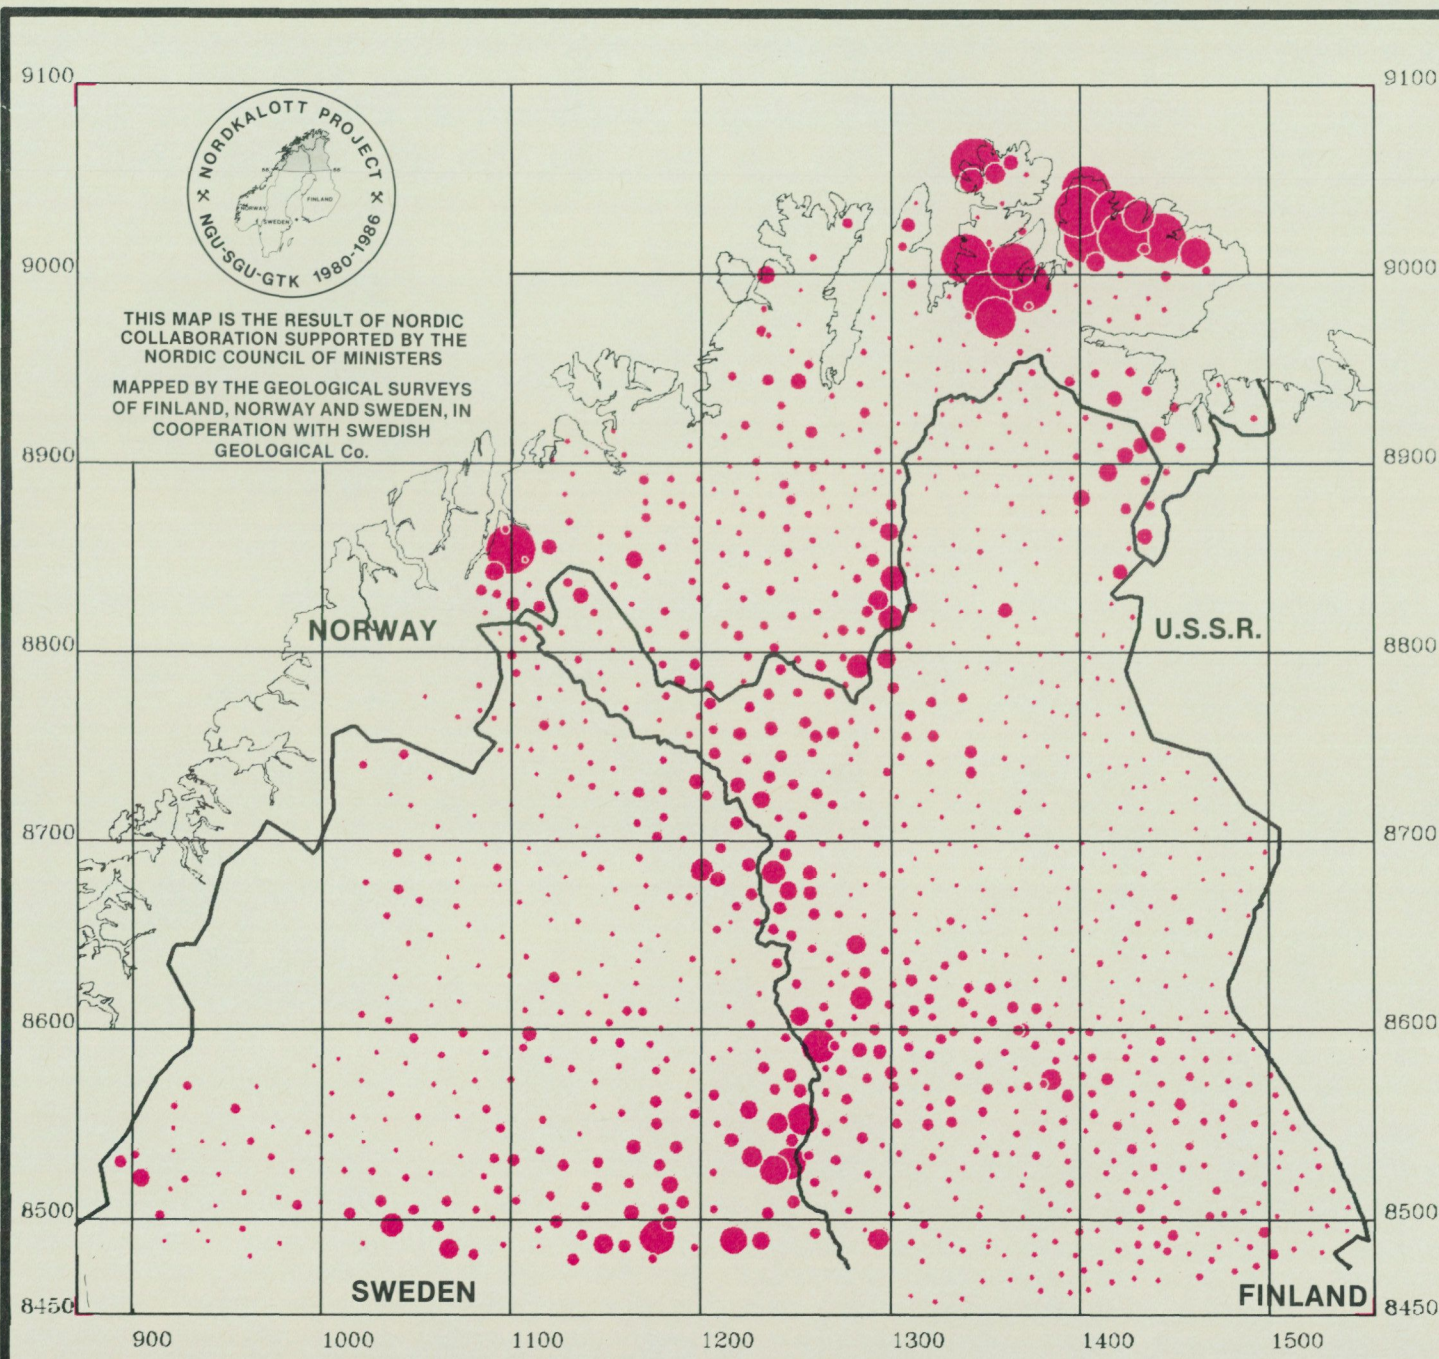 9100
9100
NORDKALOTT PROJECT
NGU-SGU-GTK 1980-1986
NORWAY
SWEDEN
FINLAND
9000
9000
THIS MAP IS THE RESULT OF NORDIC
COLLABORATION SUPPORTED BY THE
NORDIC COUNCIL OF MINISTERS
MAPPED BY THE GEOLOGICAL SURVEYS
OF FINLAND, NORWAY AND SWEDEN, IN
COOPERATION WITH SWEDISH
GEOLOGICAL Co.
8900
8900
NORWAY
U.S.S.R.
8800
8800
8700
8700
8600
8600
8500
8500
SWEDEN
FINLAND
8450
8450
900 1000 1100 1200 1300 1400 1500